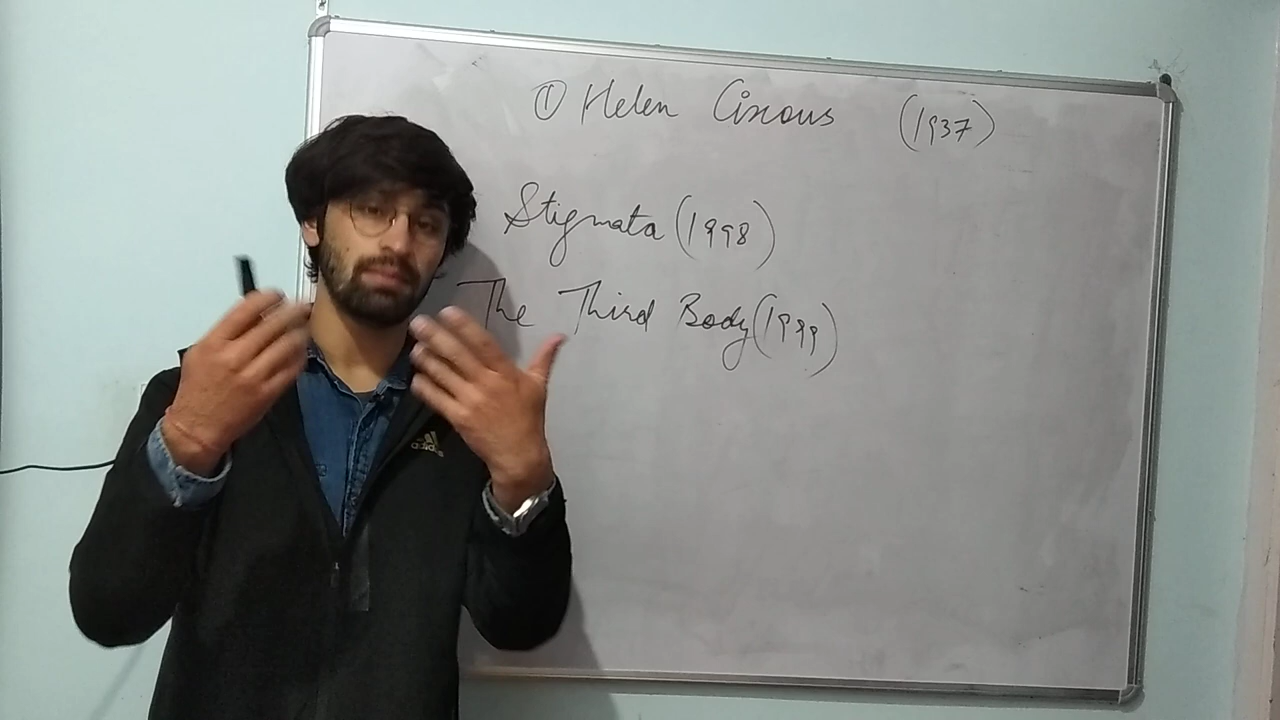 ① Helen Cixous (1937)
Stigmata (1998)
The Third Body (1999)
adidas